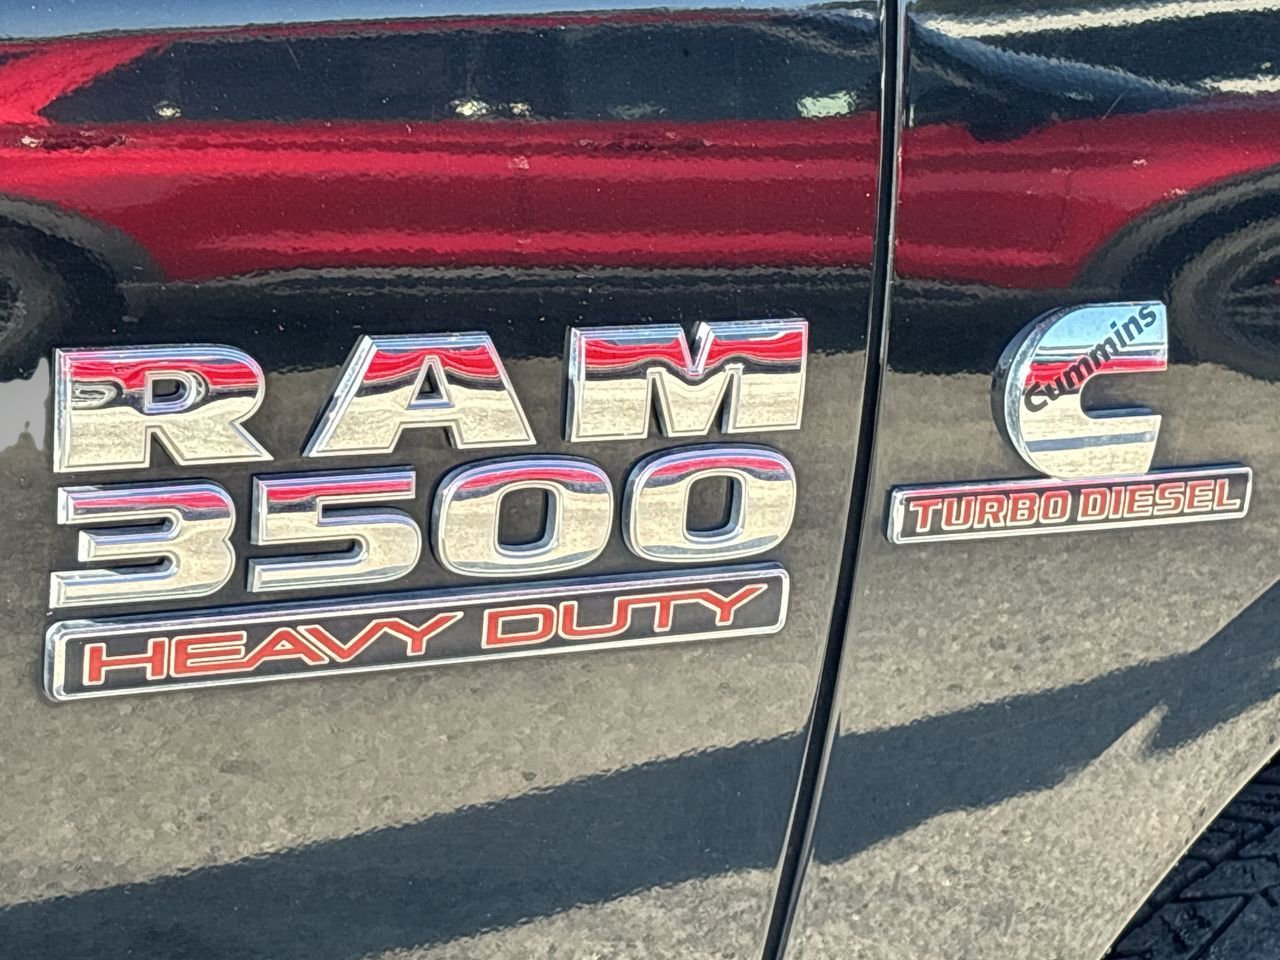 RAM
3500
HEAVY DUTY
Cummins
TURBO DIESEL